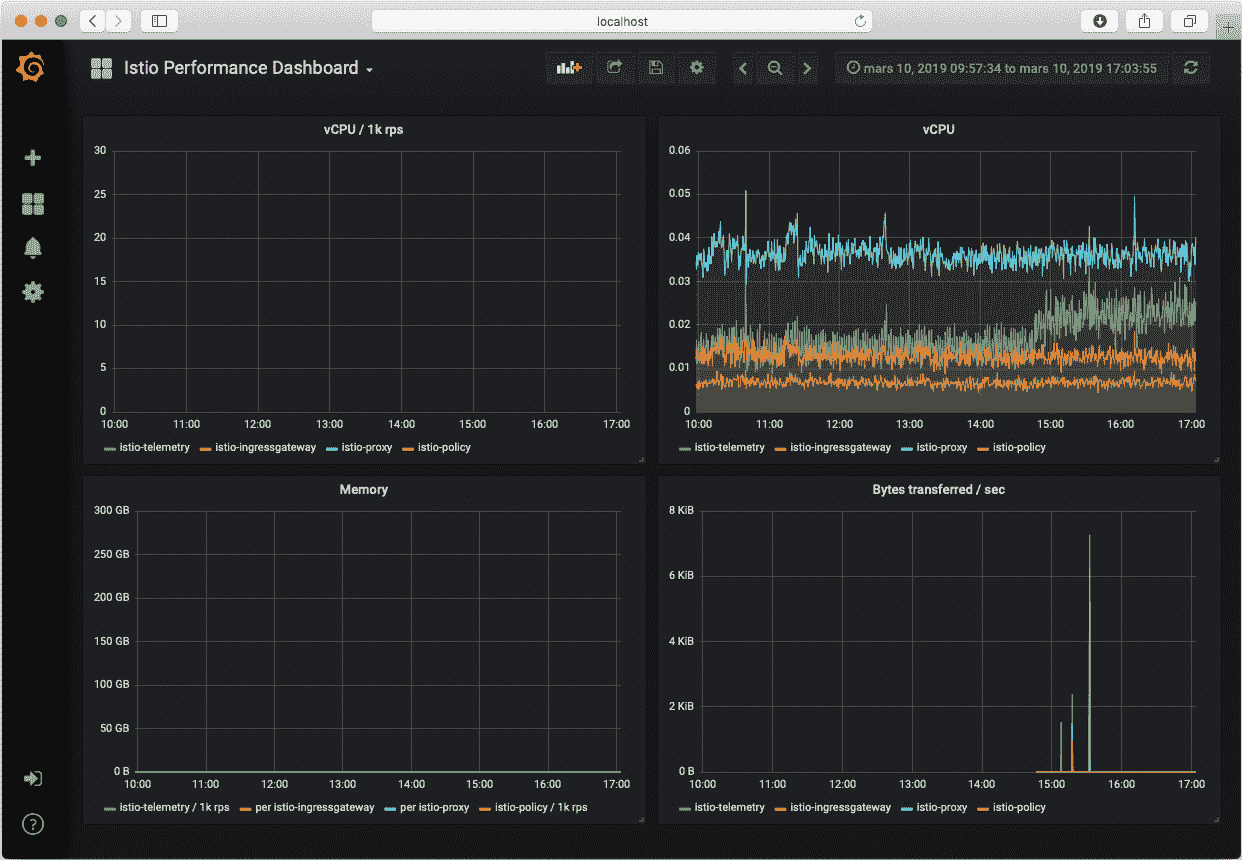 localhost
Istio Performance Dashboard
mars 10, 2019 09:57:34 to mars 10, 2019 17:03:55
vCPU / 1k rps
30
25
20
15
10
5
0
10:00 11:00 12:00 13:00 14:00 15:00 16:00 17:00
istio-telemetry istio-ingressgateway istio-proxy istio-policy
vCPU
0.06
0.05
0.04
0.03
0.02
0.01
0
10:00 11:00 12:00 13:00 14:00 15:00 16:00 17:00
istio-telemetry istio-ingressgateway istio-proxy istio-policy
Memory
300 GB
250 GB
200 GB
150 GB
100 GB
50 GB
0 B
10:00 11:00 12:00 13:00 14:00 15:00 16:00 17:00
istio-telemetry / 1k rps per istio-ingressgateway per istio-proxy istio-policy / 1k rps
Bytes transferred / sec
8 KiB
6 KiB
4 KiB
2 KiB
0 B
10:00 11:00 12:00 13:00 14:00 15:00 16:00 17:00
istio-telemetry istio-ingressgateway istio-proxy istio-policy